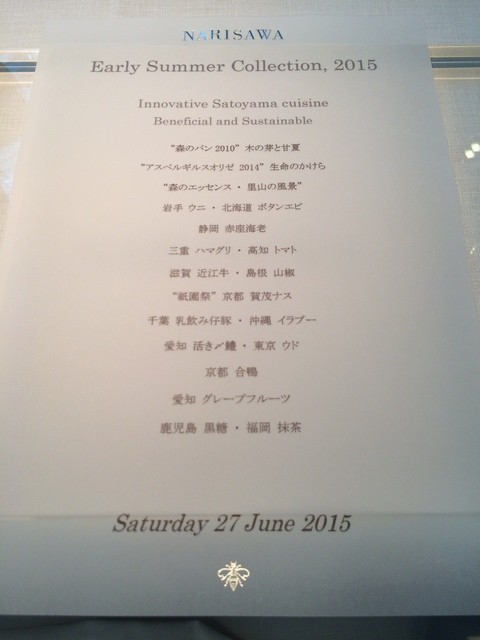 NARISAWA
Early Summer Collection, 2015
Innovative Satoyama cuisine
Beneficial and Sustainable
“森のパン 2010” 木の芽と甘夏
“アスペルギルスオリゼ 2014” 生命のかけら
“森のエッセンス・里山の風景”
岩手 ウニ・北海道 ボタンエビ
静岡 赤座海老
三重 ハマグリ・高知 トマト
滋賀 近江牛・島根 山椒
“祇園祭” 京都 賀茂ナス
千葉 乳飲み仔豚・沖縄 イラブー
愛知 活き〆鰻・東京 ウド
京都 合鴨
愛知 グレープフルーツ
鹿児島 黒糖・福岡 抹茶
Saturday 27 June 2015